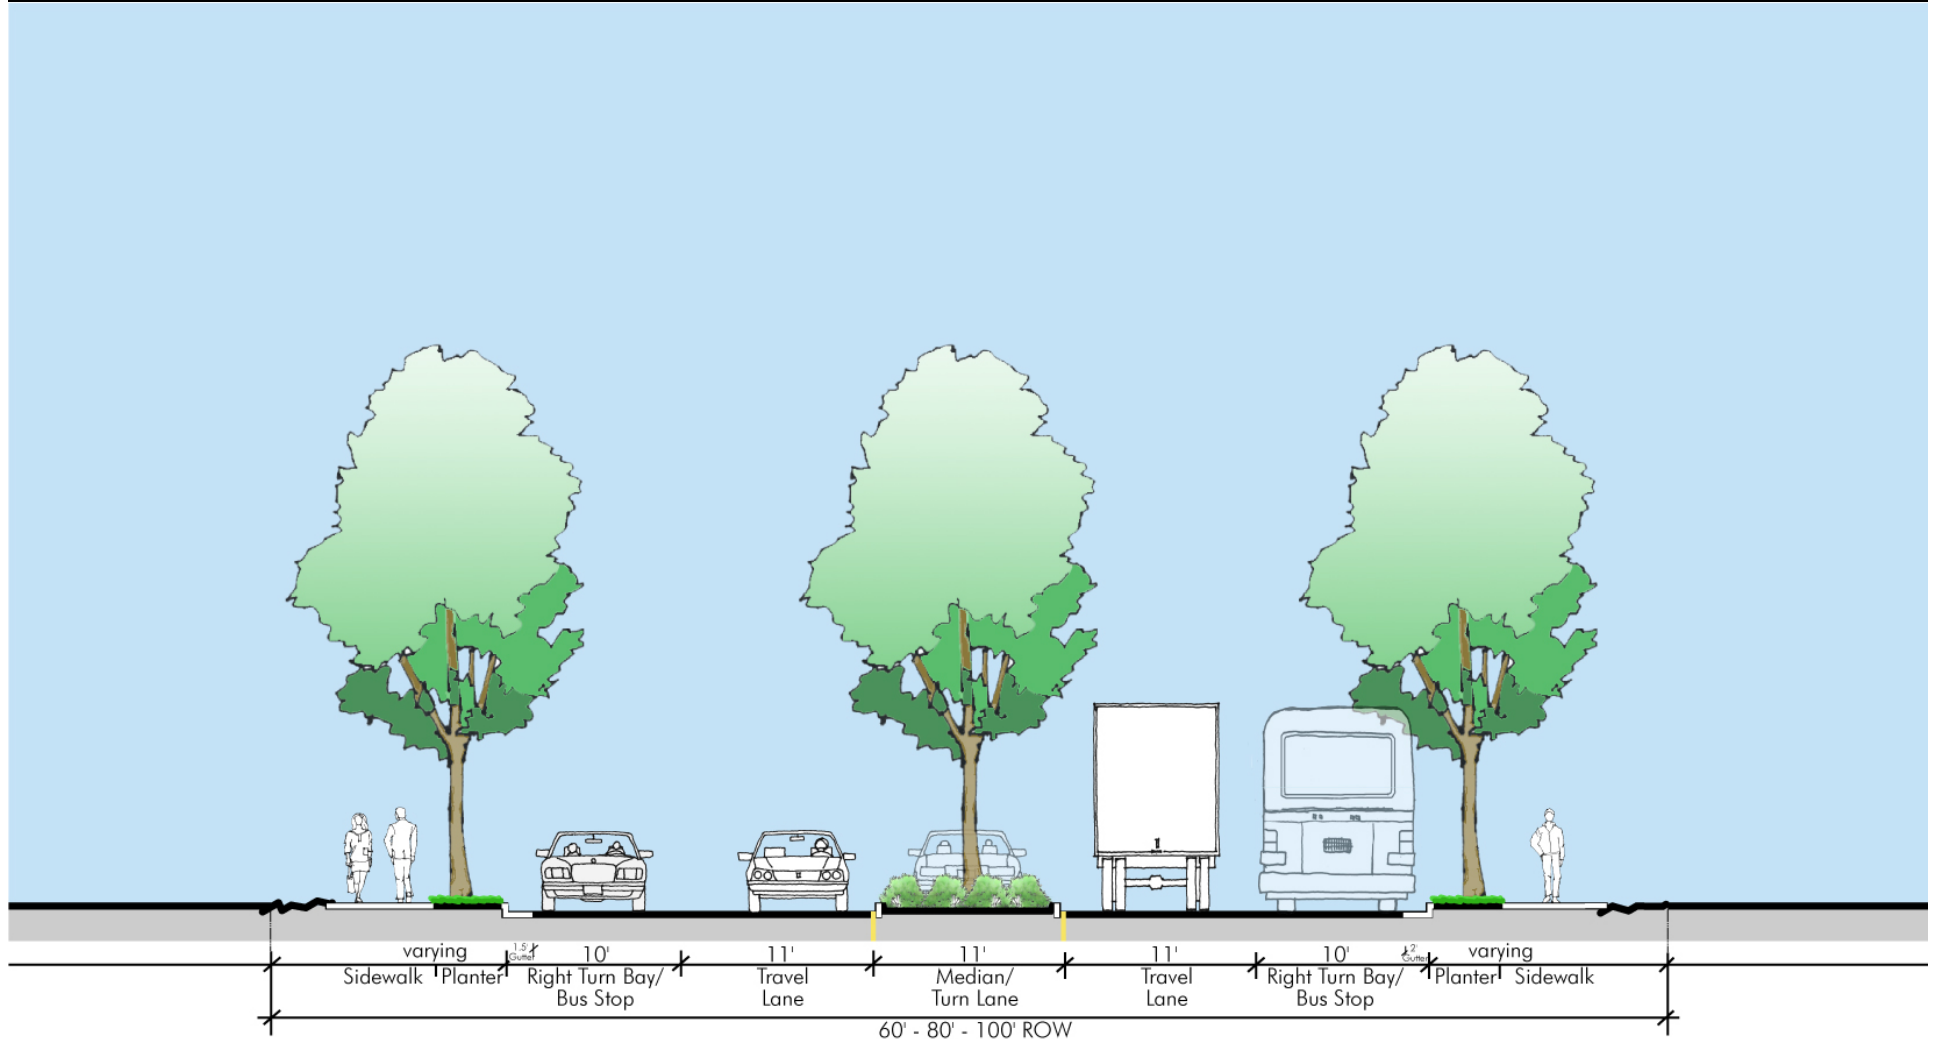 varying 1.5' 10' 11' 11' 11' 10' 2' varying
Gutter Gutter
Sidewalk Planter Right Turn Bay/ Travel Median/ Travel Right Turn Bay/ Planter Sidewalk
Bus Stop Lane Turn Lane Lane Bus Stop
60' - 80' - 100' ROW